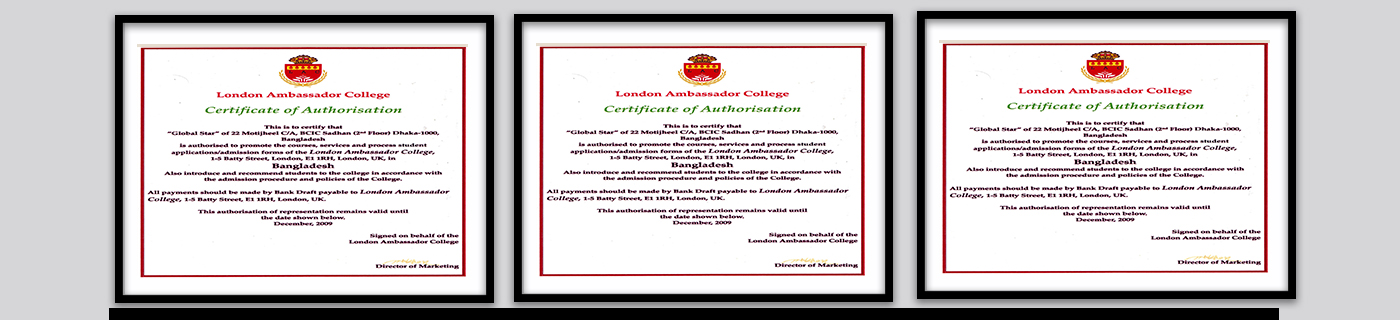 London Ambassador College
Certificate of Authorisation
This is to certify that
"Global Star" of 22 Motijheel C/A, BCIC Sadhan (2nd Floor) Dhaka-1000,
Bangladesh
is authorised to promote the courses, services and process student
applications/admission forms of the London Ambassador College,
1-5 Batty Street, London, E1 1RH, London, UK, in
Bangladesh
Also introduce and recommend students to the college in accordance with
the admission procedure and policies of the College.
All payments should be made by Bank Draft payable to London Ambassador
College, 1-5 Batty Street, E1 1RH, London, UK.
This authorisation of representation remains valid until
the date shown below.
December, 2009
Signed on behalf of the
London Ambassador College
Director of Marketing
London Ambassador College
Certificate of Authorisation
This is to certify that
"Global Star" of 22 Motijheel C/A, BCIC Sadhan (2nd Floor) Dhaka-1000,
Bangladesh
is authorised to promote the courses, services and process student
applications/admission forms of the London Ambassador College,
1-5 Batty Street, London, E1 1RH, London, UK, in
Bangladesh
Also introduce and recommend students to the college in accordance with
the admission procedure and policies of the College.
All payments should be made by Bank Draft payable to London Ambassador
College, 1-5 Batty Street, E1 1RH, London, UK.
This authorisation of representation remains valid until
the date shown below.
December, 2009
Signed on behalf of the
London Ambassador College
Director of Marketing
London Ambassador College
Certificate of Authorisation
This is to certify that
"Global Star" of 22 Motijheel C/A, BCIC Sadhan (2nd Floor) Dhaka-1000,
Bangladesh
is authorised to promote the courses, services and process student
applications/admission forms of the London Ambassador College,
1-5 Batty Street, London, E1 1RH, London, UK, in
Bangladesh
Also introduce and recommend students to the college in accordance with
the admission procedure and policies of the College.
All payments should be made by Bank Draft payable to London Ambassador
College, 1-5 Batty Street, E1 1RH, London, UK.
This authorisation of representation remains valid until
the date shown below.
December, 2009
Signed on behalf of the
London Ambassador College
Director of Marketing